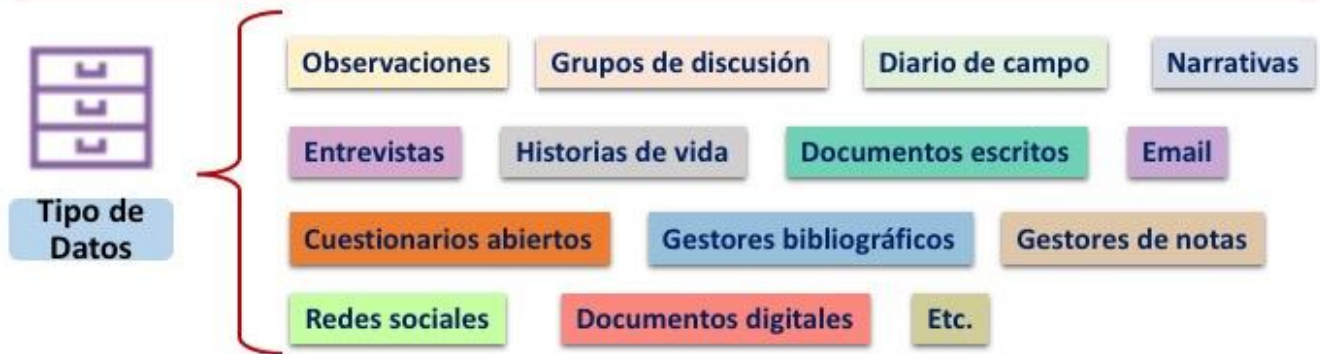 Tipo de
Datos
Observaciones Grupos de discusión Diario de campo Narrativas
Entrevistas Historias de vida Documentos escritos Email
Cuestionarios abiertos Gestores bibliográficos Gestores de notas
Redes sociales Documentos digitales Etc.